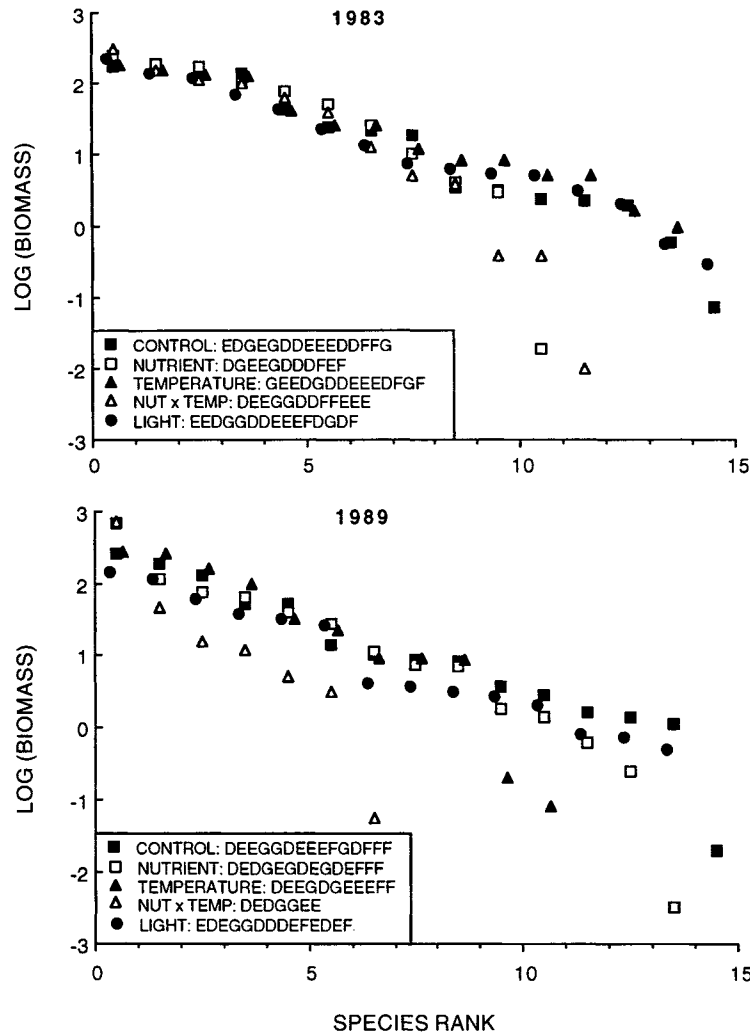 1983
3
2
1
0
-1
-2
-3
LOG (BIOMASS)
CONTROL: EDGEGDDEEEDDFFG
NUTRIENT: DGEEGDDDFEF
TEMPERATURE: GEEDGDDEEEDFGF
NUT x TEMP: DEEGGDDFFEEE
LIGHT: EEDGGDDEEEFDGDF
0 5 10 15
1989
3
2
1
0
-1
-2
-3
LOG (BIOMASS)
CONTROL: DEEGGDEEEFGDFFF
NUTRIENT: DEDGEGDEGDEFFF
TEMPERATURE: DEEGDGEEEFF
NUT x TEMP: DEDGGEE
LIGHT: EDEGGDDDEFEDEF
0 5 10 15
SPECIES RANK